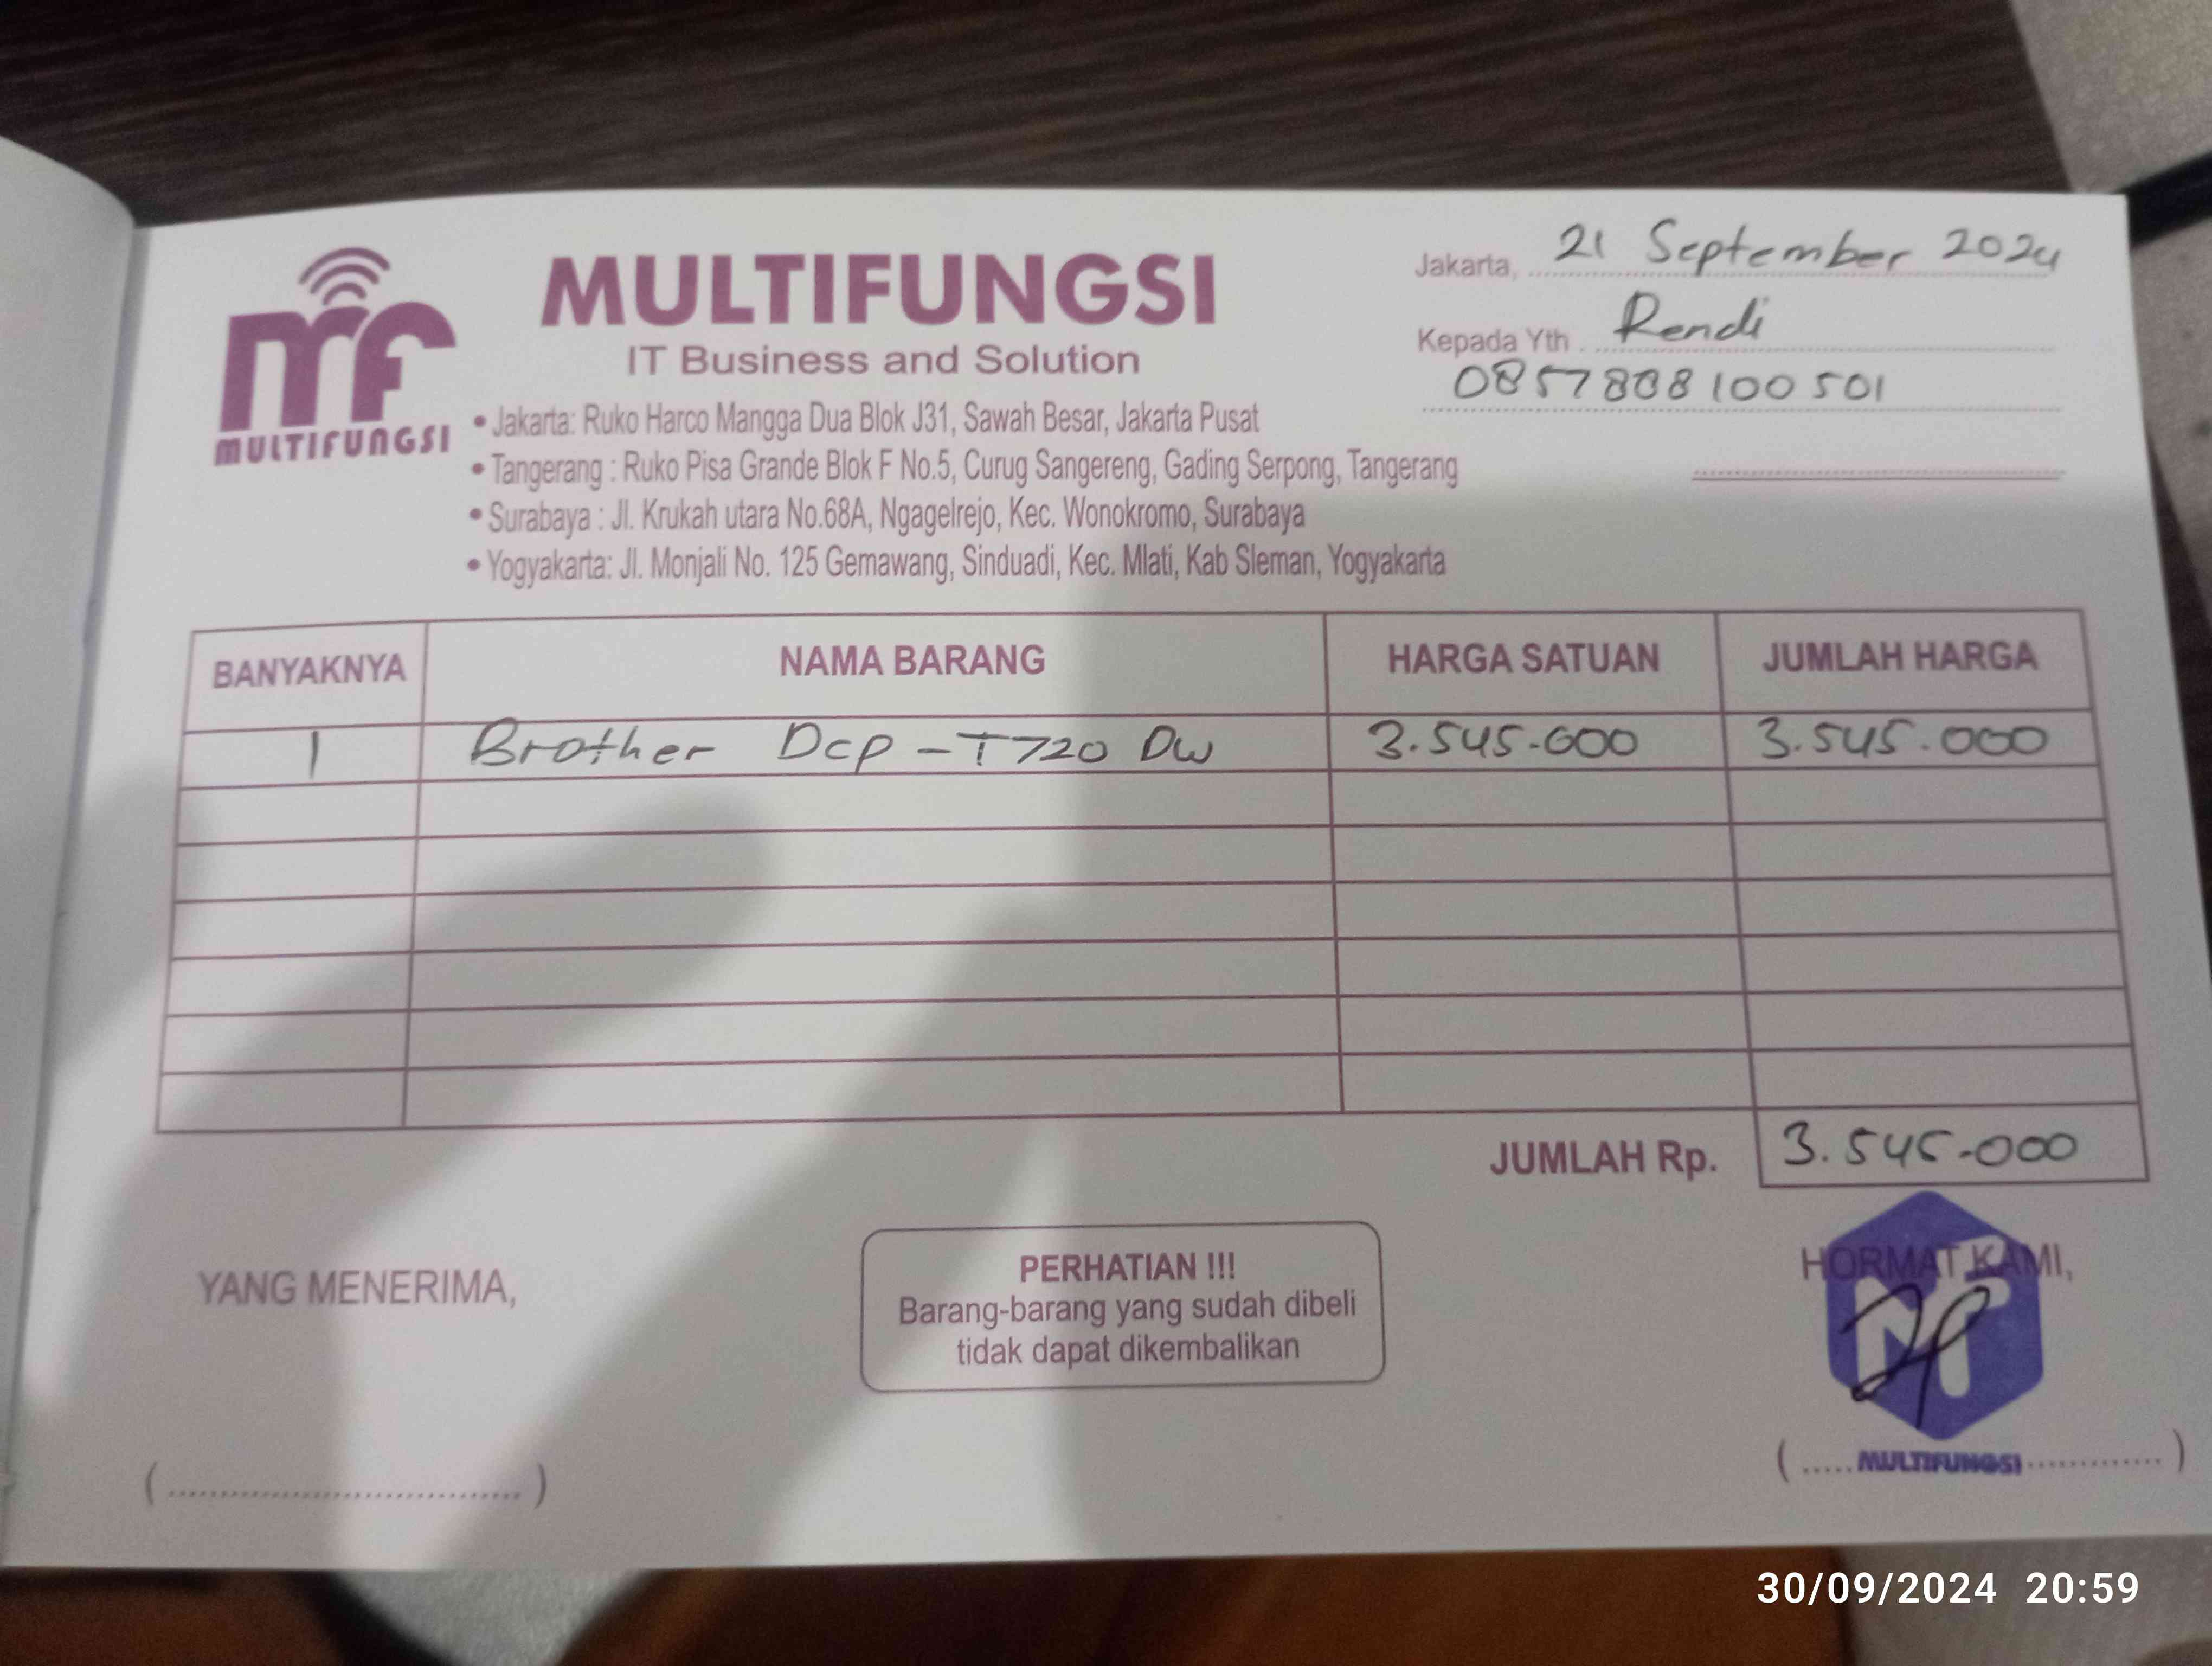 mf
MULTIFUNGSI
MULTIFUNGSI
IT Business and Solution
• Jakarta: Ruko Harco Mangga Dua Blok J31, Sawah Besar, Jakarta Pusat
• Tangerang : Ruko Pisa Grande Blok F No.5, Curug Sangereng, Gading Serpong, Tangerang
• Surabaya : Jl. Krukah utara No.68A, Ngagelrejo, Kec. Wonokromo, Surabaya
• Yogyakarta: Jl. Monjali No. 125 Gemawang, Sinduadi, Kec. Mlati, Kab Sleman, Yogyakarta
Jakarta, 21 September 2024
Kepada Yth. Rendi
0857888100501
BANYAKNYA NAMA BARANG HARGA SATUAN JUMLAH HARGA
1 Brother Dcp-T720 DW 3.545.000 3.545.000
JUMLAH Rp. 3.545.000
YANG MENERIMA,
PERHATIAN !!!
Barang-barang yang sudah dibeli
tidak dapat dikembalikan
HORMAT KAMI,
MULTIFUNGSI
30/09/2024 20:59